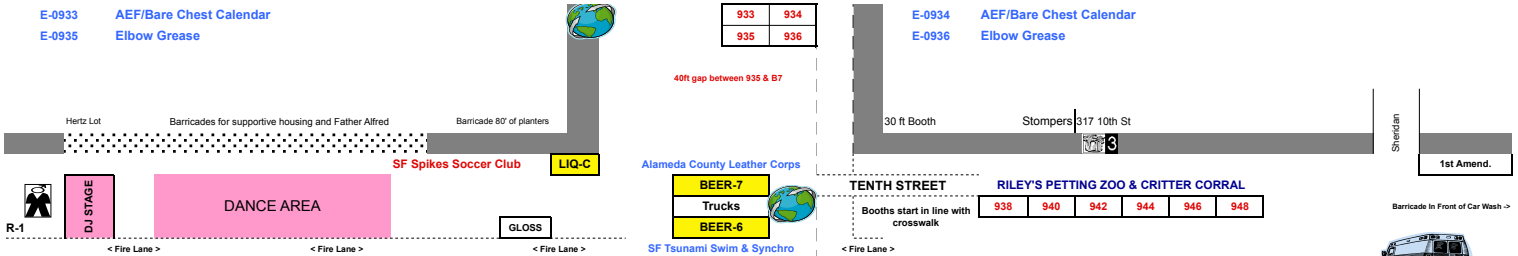 E-0933 AEF/Bare Chest Calendar
E-0935 Elbow Grease
933 934
935 936
E-0934 AEF/Bare Chest Calendar
E-0936 Elbow Grease
40ft gap between 935 & B7
Hertz Lot
Barricades for supportive housing and Father Alfred
Barricade 80' of planters
30 ft Booth
Stompers
317 10th St
3
Sheridan
SF Spikes Soccer Club
LIQ-C
Alameda County Leather Corps
1st Amend.
R-1
DJ STAGE
DANCE AREA
GLOSS
BEER-7
Trucks
BEER-6
TENTH STREET
Booths start in line with
crosswalk
RILEY'S PETTING ZOO & CRITTER CORRAL
938 940 942 944 946 948
Barricade In Front of Car Wash ->
< Fire Lane >
< Fire Lane >
< Fire Lane >
SF Tsunami Swim & Synchro
< Fire Lane >